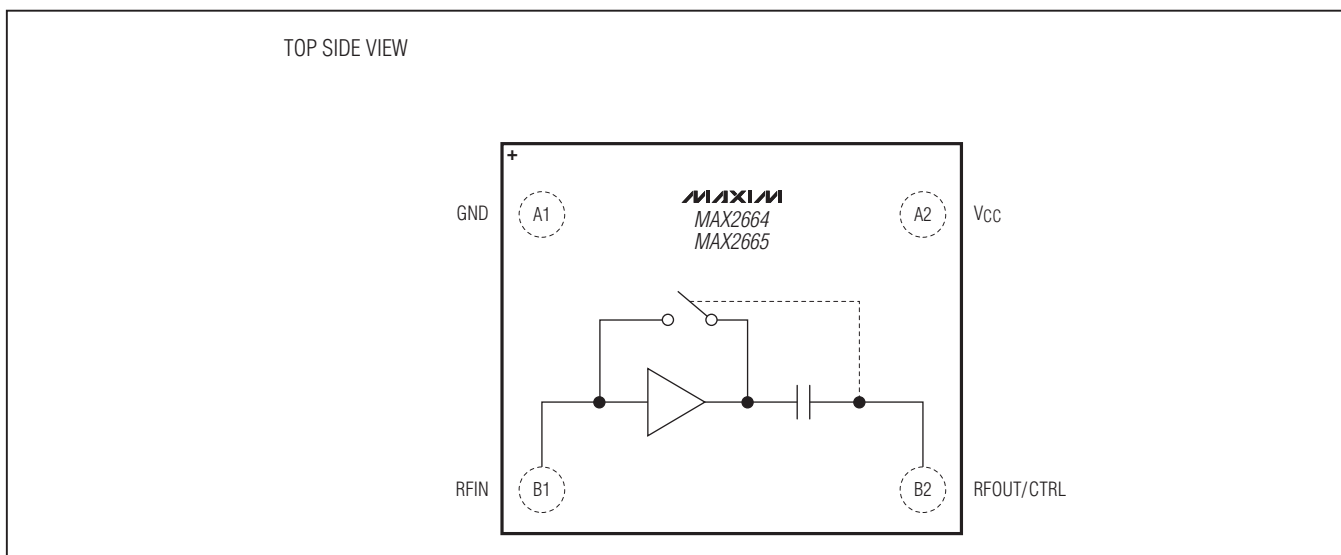 TOP SIDE VIEW
+
MAXIM
MAX2664
MAX2665
GND A1
A2 VCC
RFIN B1
B2 RFOUT/CTRL